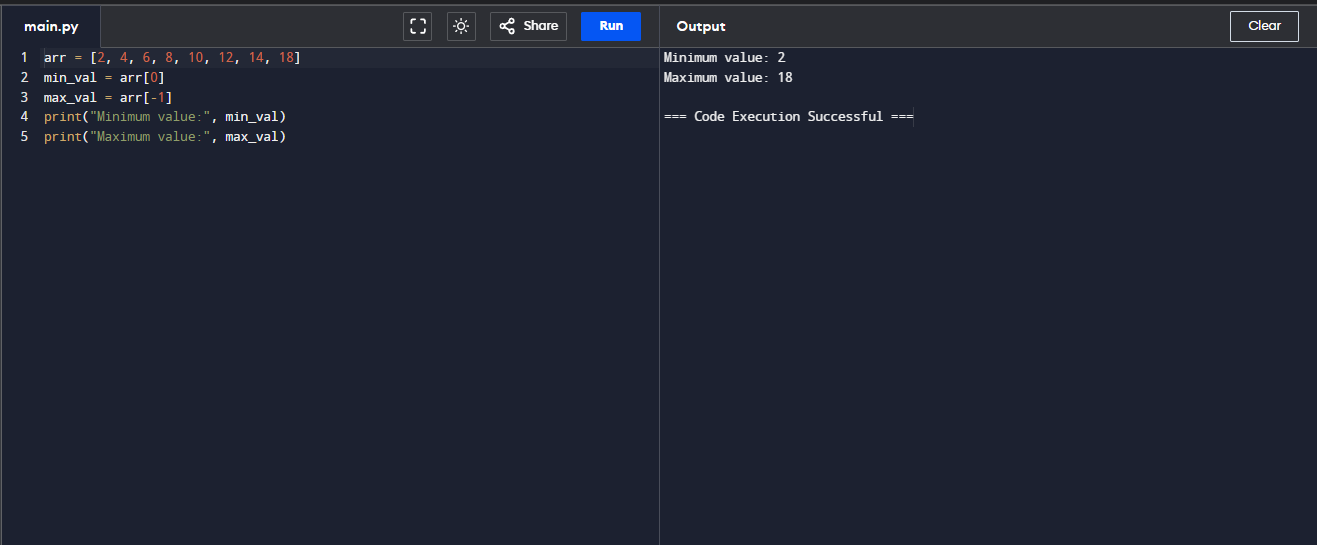 main.py
Share
Run
Output
Clear
1 arr = [2, 4, 6, 8, 10, 12, 14, 18]
2 min_val = arr[0]
3 max_val = arr[-1]
4 print("Minimum value:", min_val)
5 print("Maximum value:", max_val)
Minimum value: 2
Maximum value: 18
=== Code Execution Successful ===